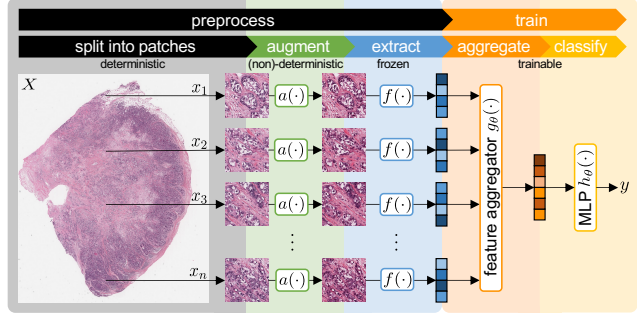 preprocess train
split into patches augment extract aggregate classify
deterministic (non)-deterministic frozen trainable
X
x1 a(·) f(·)
x2 a(·) f(·)
x3 a(·) f(·)
⋮ ⋮
xn a(·) f(·)
feature aggregator gθ(·)
MLP hθ(·)
y